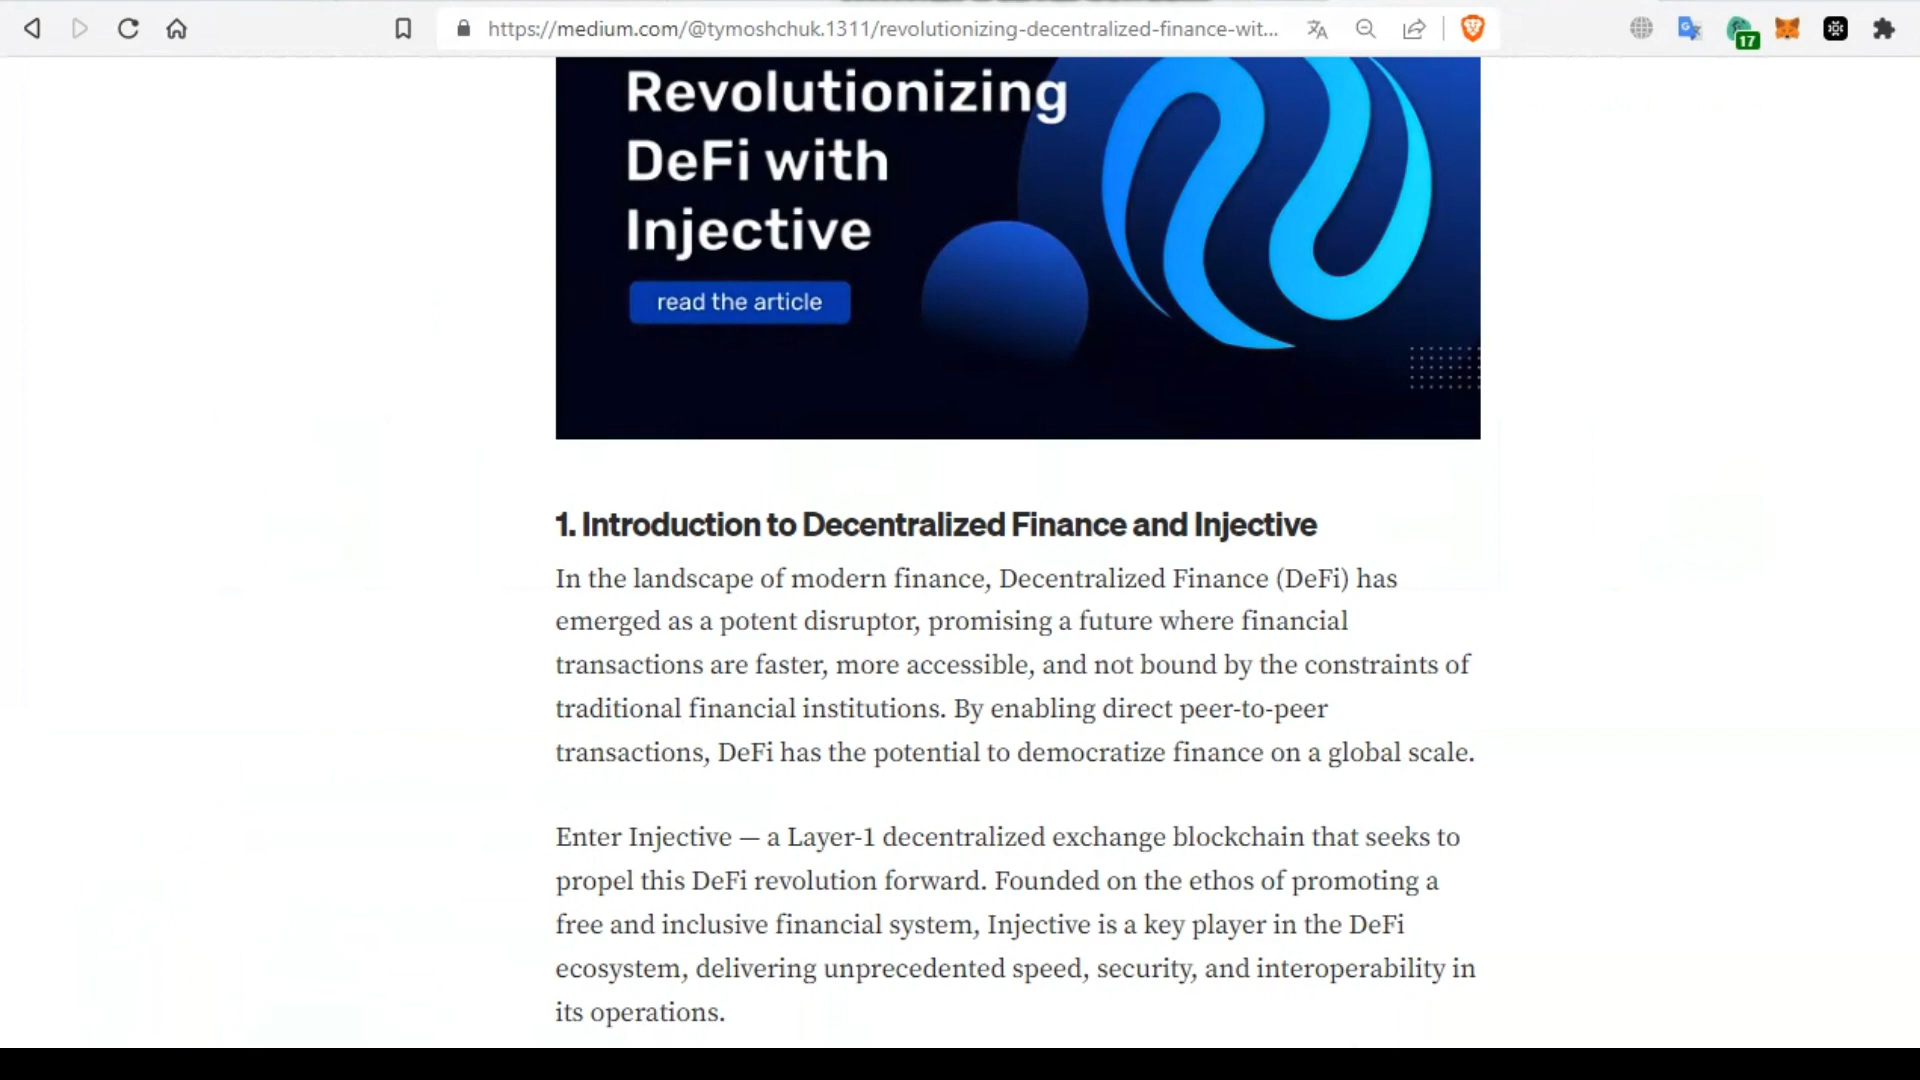 https://medium.com/@tymoshchuk.1311/revolutionizing-decentralized-finance-wit...
17
Revolutionizing
DeFi with
Injective
read the article
1. Introduction to Decentralized Finance and Injective
In the landscape of modern finance, Decentralized Finance (DeFi) has
emerged as a potent disruptor, promising a future where financial
transactions are faster, more accessible, and not bound by the constraints of
traditional financial institutions. By enabling direct peer-to-peer
transactions, DeFi has the potential to democratize finance on a global scale.
Enter Injective — a Layer-1 decentralized exchange blockchain that seeks to
propel this DeFi revolution forward. Founded on the ethos of promoting a
free and inclusive financial system, Injective is a key player in the DeFi
ecosystem, delivering unprecedented speed, security, and interoperability in
its operations.